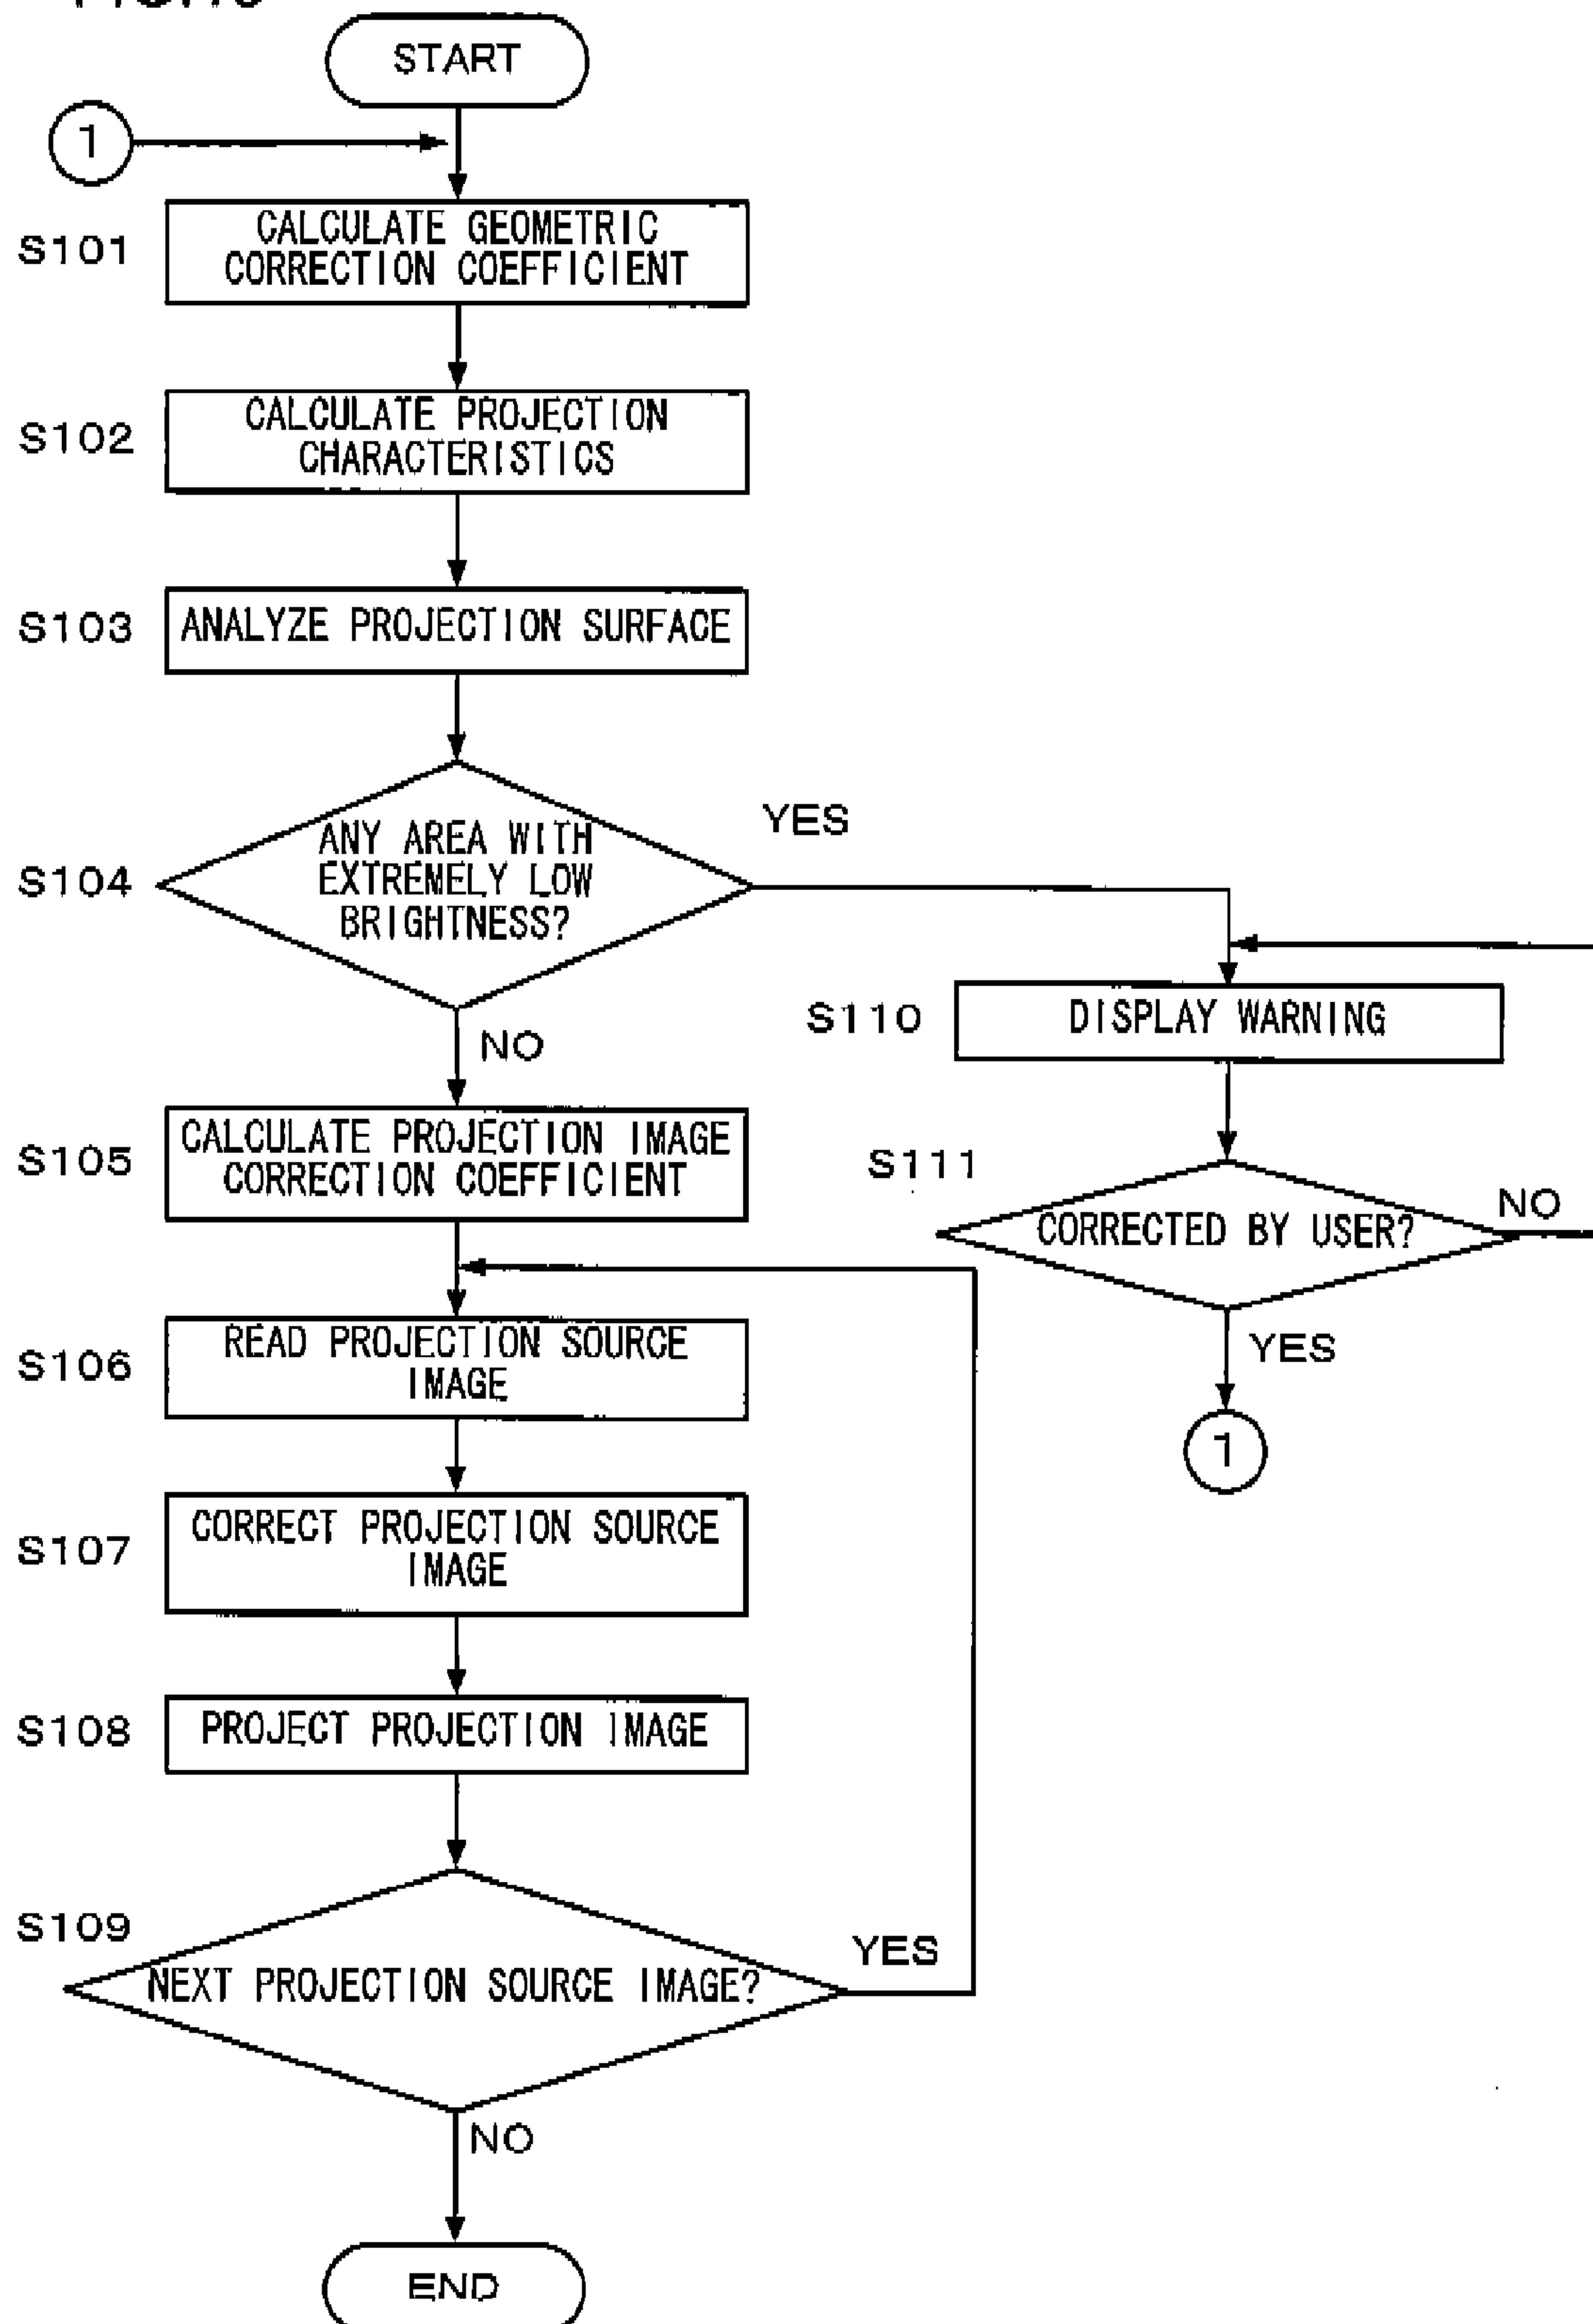 START
1
S101
CALCULATE GEOMETRIC
CORRECTION COEFFICIENT
S102
CALCULATE PROJECTION
CHARACTERISTICS
S103
ANALYZE PROJECTION SURFACE
S104
ANY AREA WITH
EXTREMELY LOW
BRIGHTNESS?
YES
NO
S110
DISPLAY WARNING
S105
CALCULATE PROJECTION IMAGE
CORRECTION COEFFICIENT
S111
CORRECTED BY USER?
NO
YES
1
S106
READ PROJECTION SOURCE
IMAGE
S107
CORRECT PROJECTION SOURCE
IMAGE
S108
PROJECT PROJECTION IMAGE
S109
NEXT PROJECTION SOURCE IMAGE?
YES
NO
END